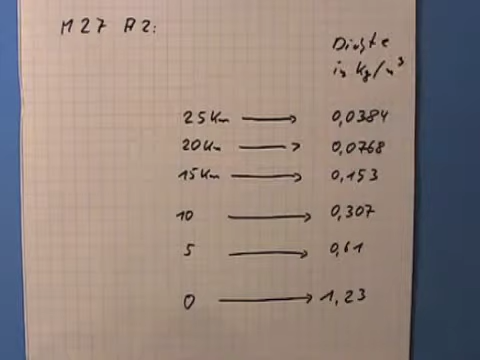 M27 A2:
Dichte
in Kg/m³
25Km → 0,0384
20Km → 0,0768
15Km → 0,153
10 → 0,307
5 → 0,61
0 → 1,23